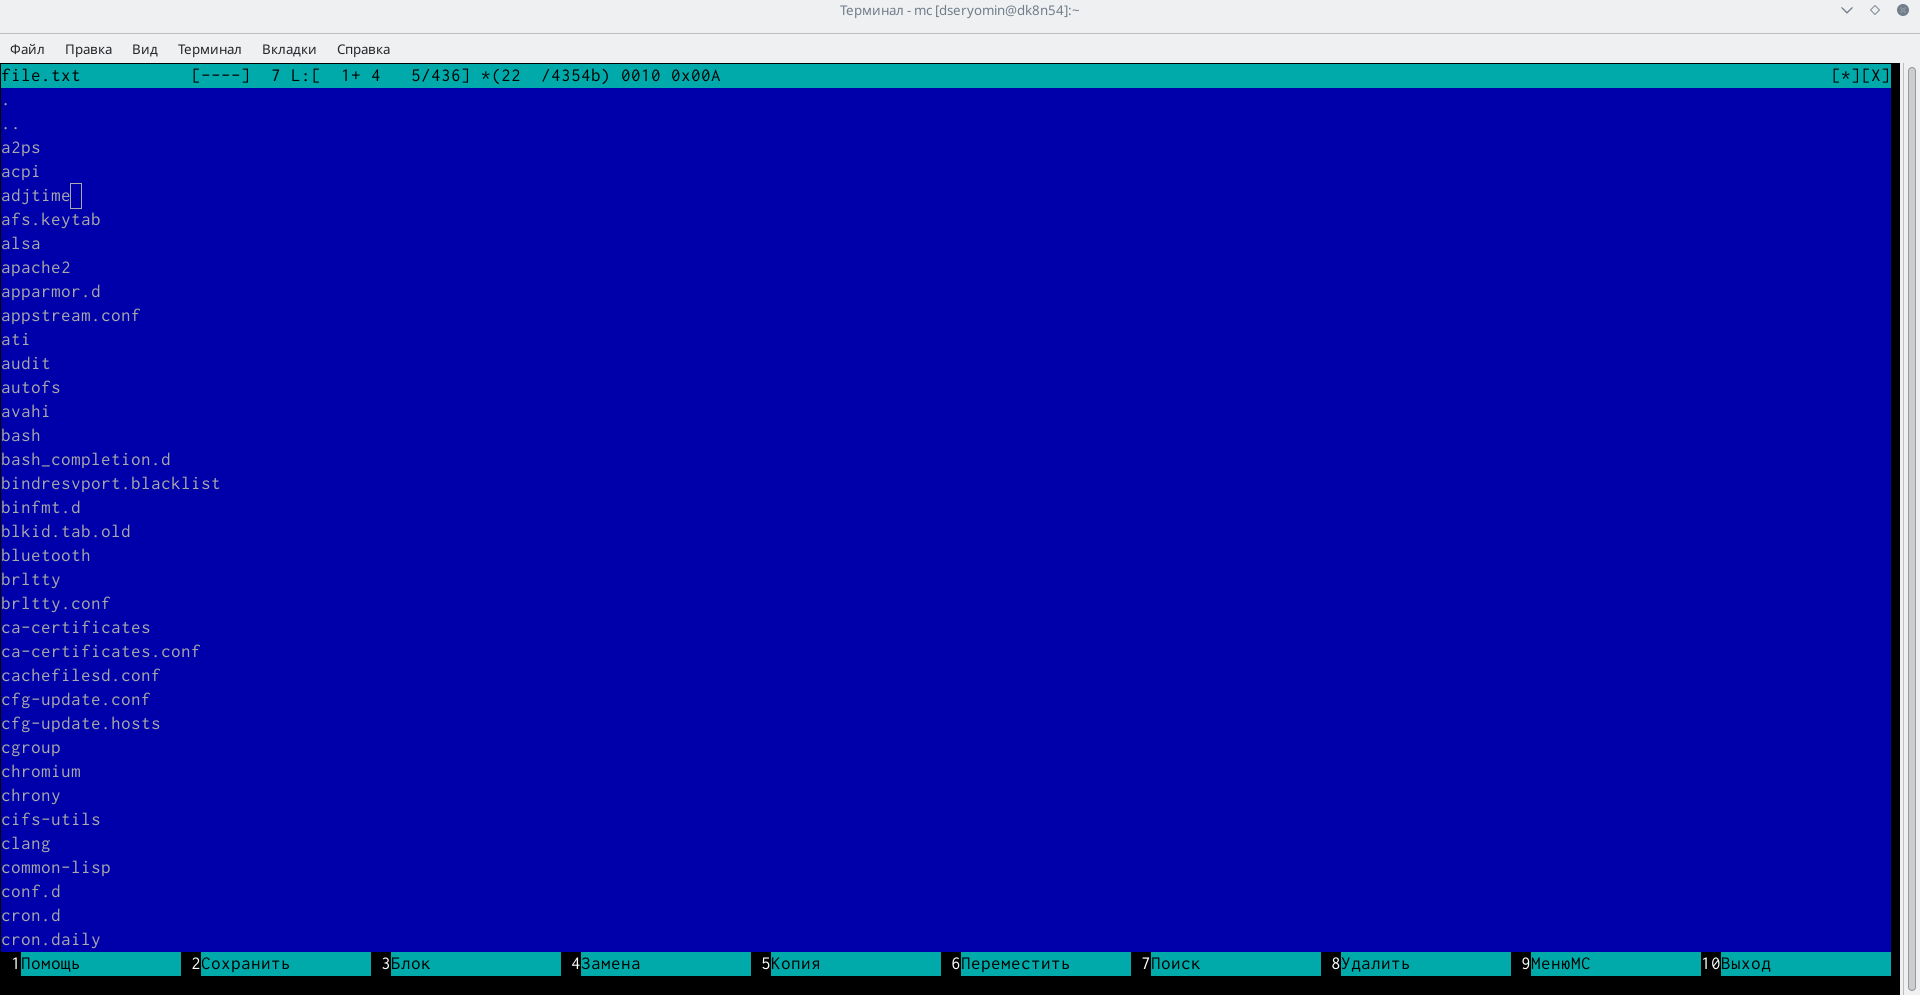 Терминал - mc [dseryomin@dk8n54]:~
Файл Правка Вид Терминал Вкладки Справка
file.txt [----] 7 L:[ 1+ 4 5/436] *(22 /4354b) 0010 0x00A [*][X]
.
..
a2ps
acpi
adjtime
afs.keytab
alsa
apache2
apparmor.d
appstream.conf
ati
audit
autofs
avahi
bash
bash_completion.d
bindresvport.blacklist
binfmt.d
blkid.tab.old
bluetooth
brltty
brltty.conf
ca-certificates
ca-certificates.conf
cachefilesd.conf
cfg-update.conf
cfg-update.hosts
cgroup
chromium
chrony
cifs-utils
clang
common-lisp
conf.d
cron.d
cron.daily
1Помощь 2Сохранить 3Блок 4Замена 5Копия 6Переместить 7Поиск 8Удалить 9МенюMC 10Выход